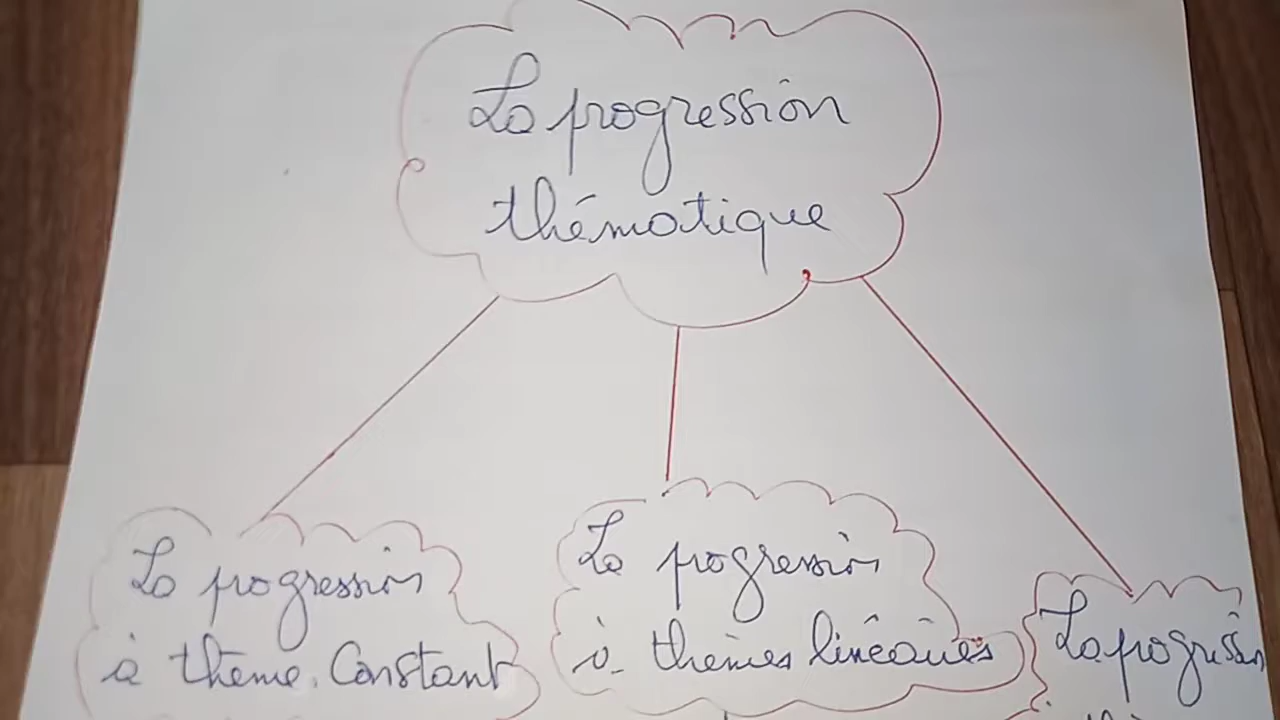 La progression
thématique
La progression
à thème Constant
La progression
à thèmes linéaires
La progression